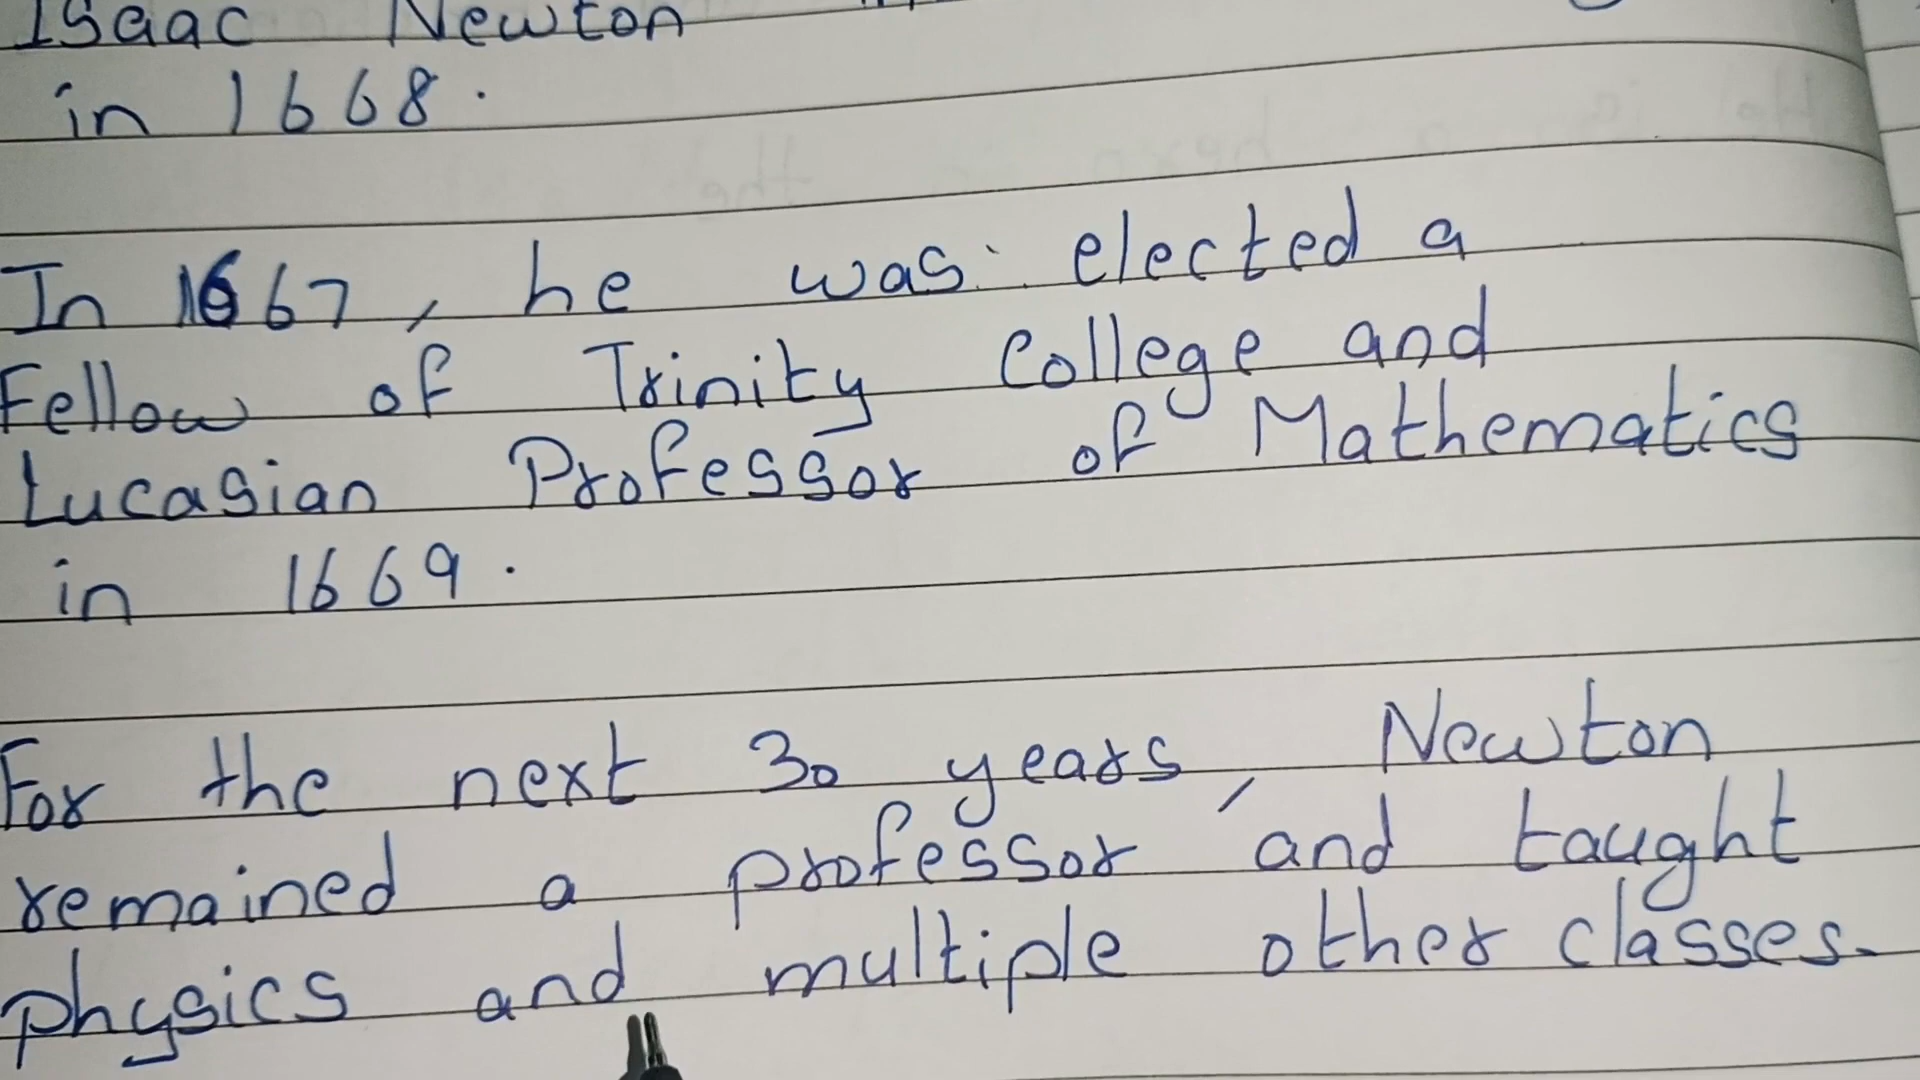 Isaac Newton
in 1668.
In 1667, he was elected a
Fellow of Trinity College and
Lucasian Professor of Mathematics
in 1669.
For the next 30 years, Newton
remained a professor and taught
physics and multiple other classes.